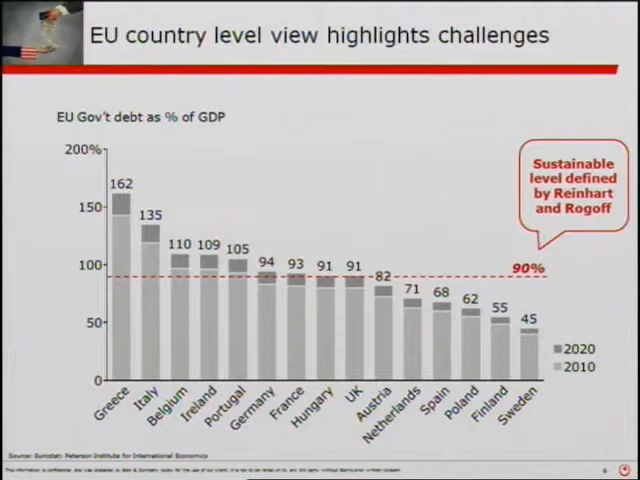 EU country level view highlights challenges
EU Gov't debt as % of GDP
Sustainable
level defined
by Reinhart
and Rogoff
90%
200%
150
100
50
0
162
135
110
109
105
94
93
91
91
82
71
68
62
55
45
Greece
Italy
Belgium
Ireland
Portugal
Germany
France
Hungary
UK
Austria
Netherlands
Spain
Poland
Finland
Sweden
2020
2010
Source: Eurostat; Peterson Institute for International Economics